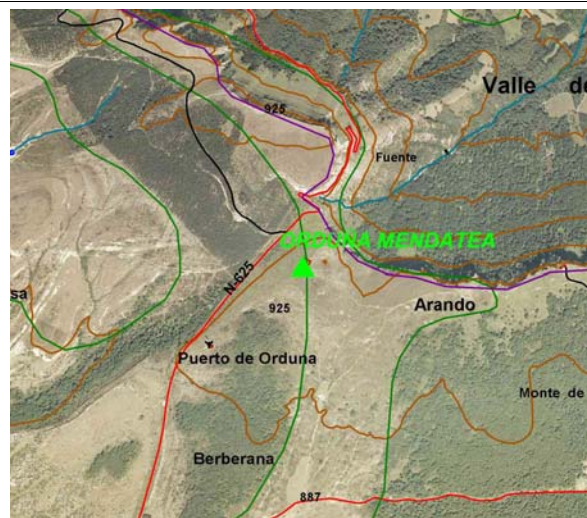 Valle de
925
Fuente
ORDUÑA MENDATEA
N-625
sa
925
Arando
Puerto de Orduna
Monte de
Berberana
887